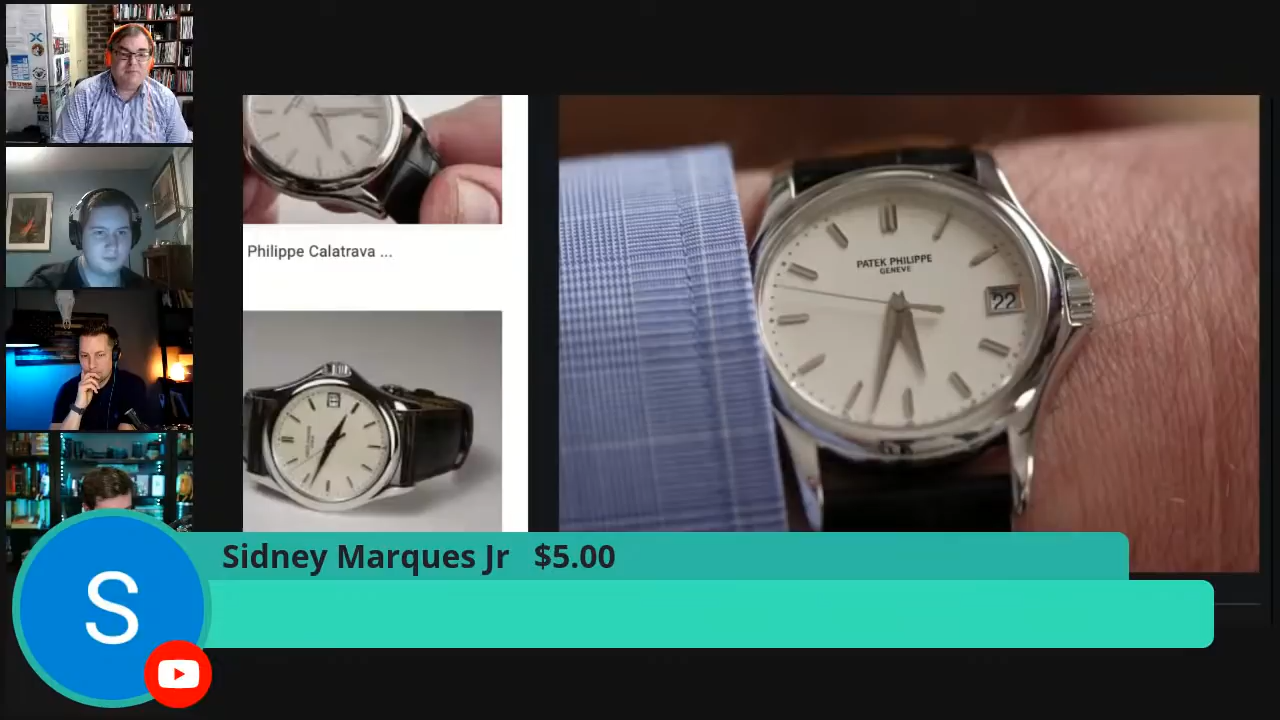 Philippe Calatrava ...
PATEK PHILIPPE
GENEVE
22
Sidney Marques Jr $5.00
S